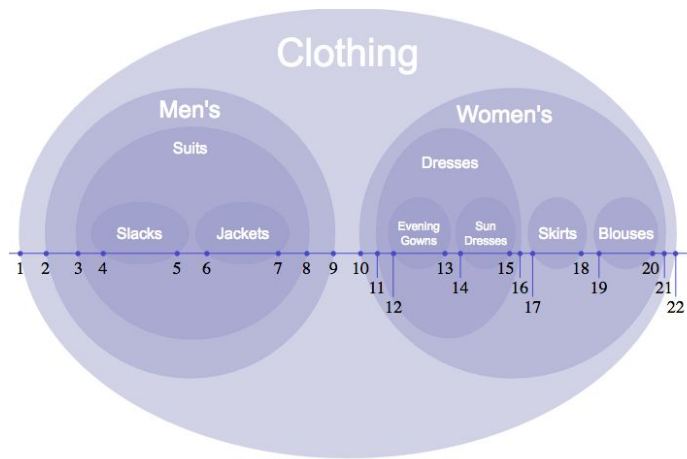 Clothing
Men's
Women's
Suits
Dresses
Slacks
Jackets
Evening
Gowns
Sun
Dresses
Skirts
Blouses
1 2 3 4 5 6 7 8 9 10 11 12 13 14 15 16 17 18 19 20 21 22